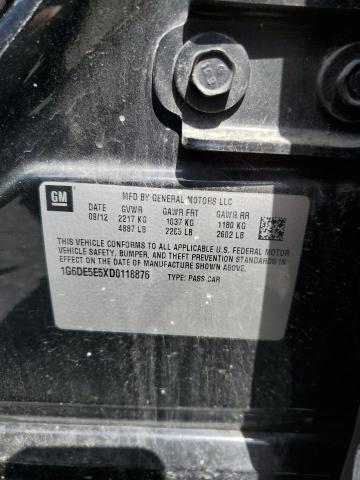 B8
GM
MFD BY GENERAL MOTORS LLC
DATE GVWR GAWR FRT GAWR RR
09/12 2217 KG 1037 KG 1180 KG
4887 LB 2285 LB 2602 LB
THIS VEHICLE CONFORMS TO ALL APPLICABLE U.S. FEDERAL MOTOR
VEHICLE SAFETY, BUMPER, AND THEFT PREVENTION STANDARDS
IN EFFECT ON THE DATE OF MANUFACTURE SHOWN ABOVE.
1G6DE5E5XD0118876 TYPE: PASS CAR